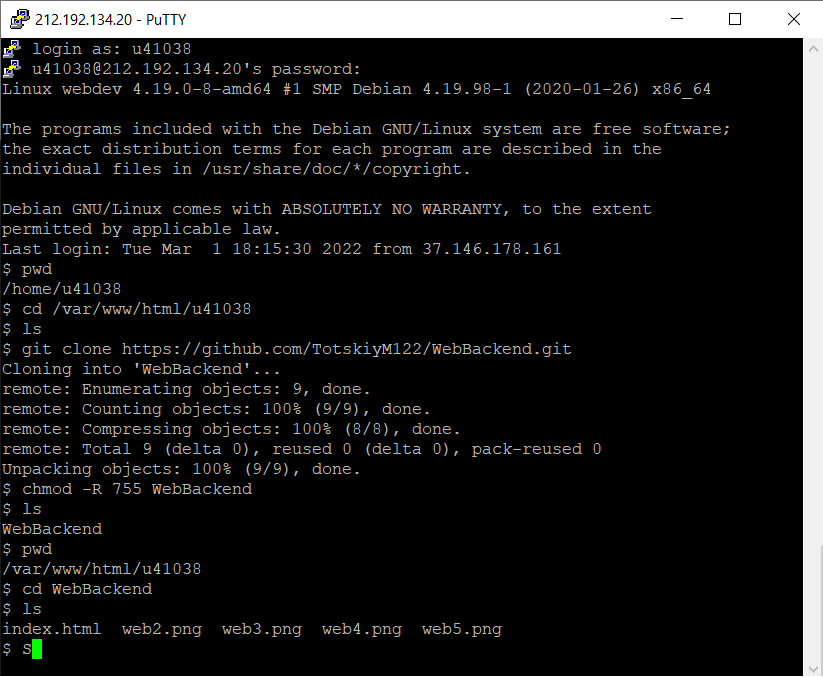 212.192.134.20 - PuTTY
login as: u41038
u41038@212.192.134.20's password:
Linux webdev 4.19.0-8-amd64 #1 SMP Debian 4.19.98-1 (2020-01-26) x86_64
The programs included with the Debian GNU/Linux system are free software;
the exact distribution terms for each program are described in the
individual files in /usr/share/doc/*/copyright.
Debian GNU/Linux comes with ABSOLUTELY NO WARRANTY, to the extent
permitted by applicable law.
Last login: Tue Mar  1 18:15:30 2022 from 37.146.178.161
$ pwd
/home/u41038
$ cd /var/www/html/u41038
$ ls
$ git clone https://github.com/TotskiyM122/WebBackend.git
Cloning into 'WebBackend'...
remote: Enumerating objects: 9, done.
remote: Counting objects: 100% (9/9), done.
remote: Compressing objects: 100% (8/8), done.
remote: Total 9 (delta 0), reused 0 (delta 0), pack-reused 0
Unpacking objects: 100% (9/9), done.
$ chmod -R 755 WebBackend
$ ls
WebBackend
$ pwd
/var/www/html/u41038
$ cd WebBackend
$ ls
index.html  web2.png  web3.png  web4.png  web5.png
$ S